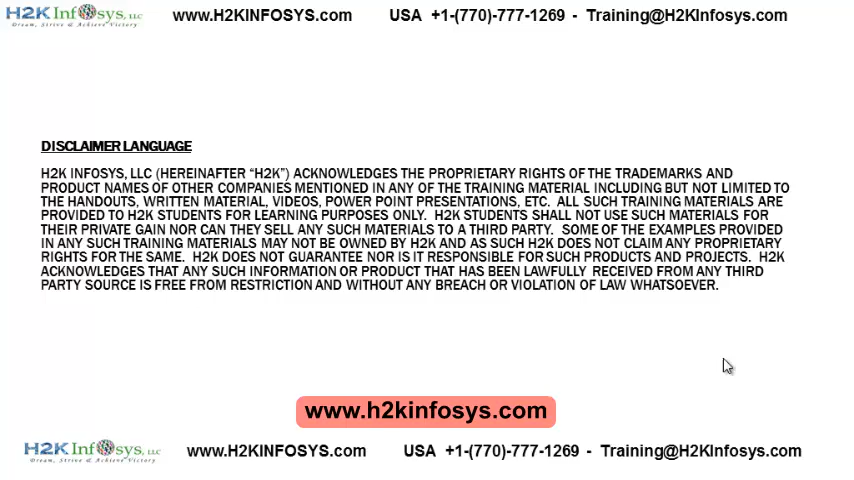 H2K Infosys, LLC www.H2KINFOSYS.com USA +1-(770)-777-1269 - Training@H2KInfosys.com
Dream, Strive & Achieve Victory
DISCLAIMER LANGUAGE
H2K INFOSYS, LLC (HEREINAFTER “H2K”) ACKNOWLEDGES THE PROPRIETARY RIGHTS OF THE TRADEMARKS AND
PRODUCT NAMES OF OTHER COMPANIES MENTIONED IN ANY OF THE TRAINING MATERIAL INCLUDING BUT NOT LIMITED TO
THE HANDOUTS, WRITTEN MATERIAL, VIDEOS, POWER POINT PRESENTATIONS, ETC. ALL SUCH TRAINING MATERIALS ARE
PROVIDED TO H2K STUDENTS FOR LEARNING PURPOSES ONLY. H2K STUDENTS SHALL NOT USE SUCH MATERIALS FOR
THEIR PRIVATE GAIN NOR CAN THEY SELL ANY SUCH MATERIALS TO A THIRD PARTY. SOME OF THE EXAMPLES PROVIDED
IN ANY SUCH TRAINING MATERIALS MAY NOT BE OWNED BY H2K AND AS SUCH H2K DOES NOT CLAIM ANY PROPRIETARY
RIGHTS FOR THE SAME. H2K DOES NOT GUARANTEE NOR IS IT RESPONSIBLE FOR SUCH PRODUCTS AND PROJECTS. H2K
ACKNOWLEDGES THAT ANY SUCH INFORMATION OR PRODUCT THAT HAS BEEN LAWFULLY RECEIVED FROM ANY THIRD
PARTY SOURCE IS FREE FROM RESTRICTION AND WITHOUT ANY BREACH OR VIOLATION OF LAW WHATSOEVER.
www.h2kinfosys.com
H2K Infosys, LLC www.H2KINFOSYS.com USA +1-(770)-777-1269 - Training@H2KInfosys.com
Dream, Strive & Achieve Victory